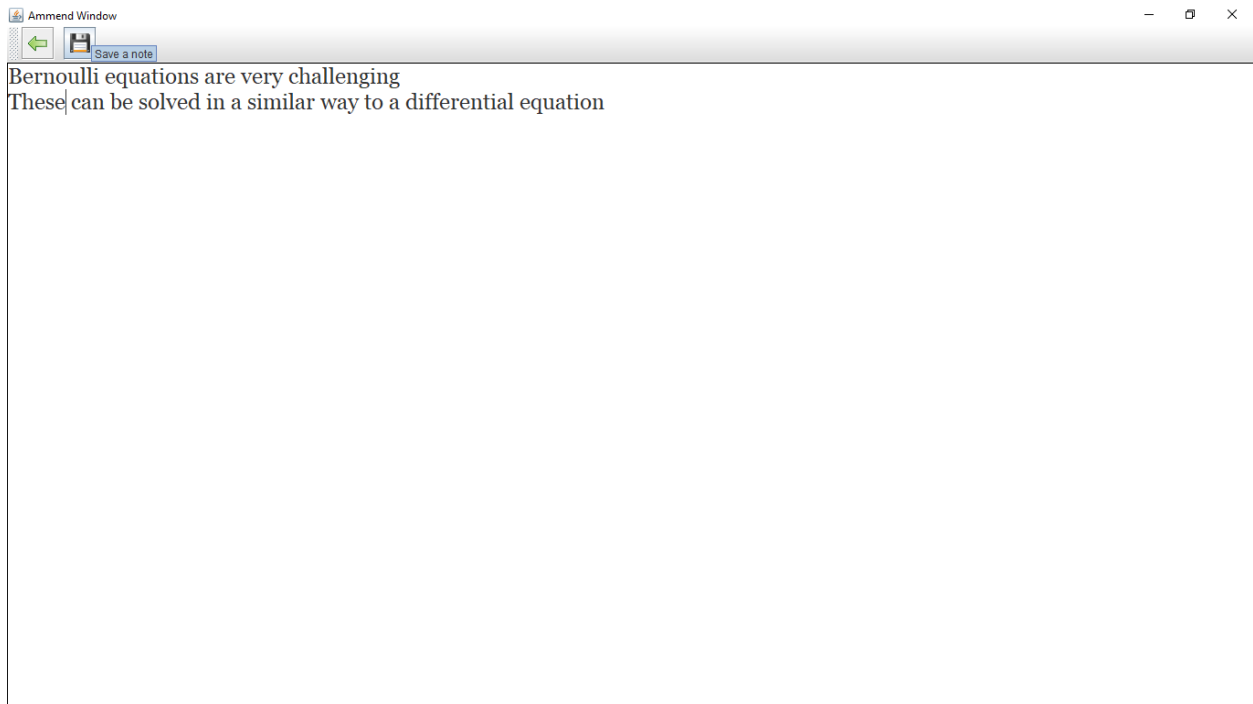 Ammend Window
Save a note
Bernoulli equations are very challenging
These can be solved in a similar way to a differential equation